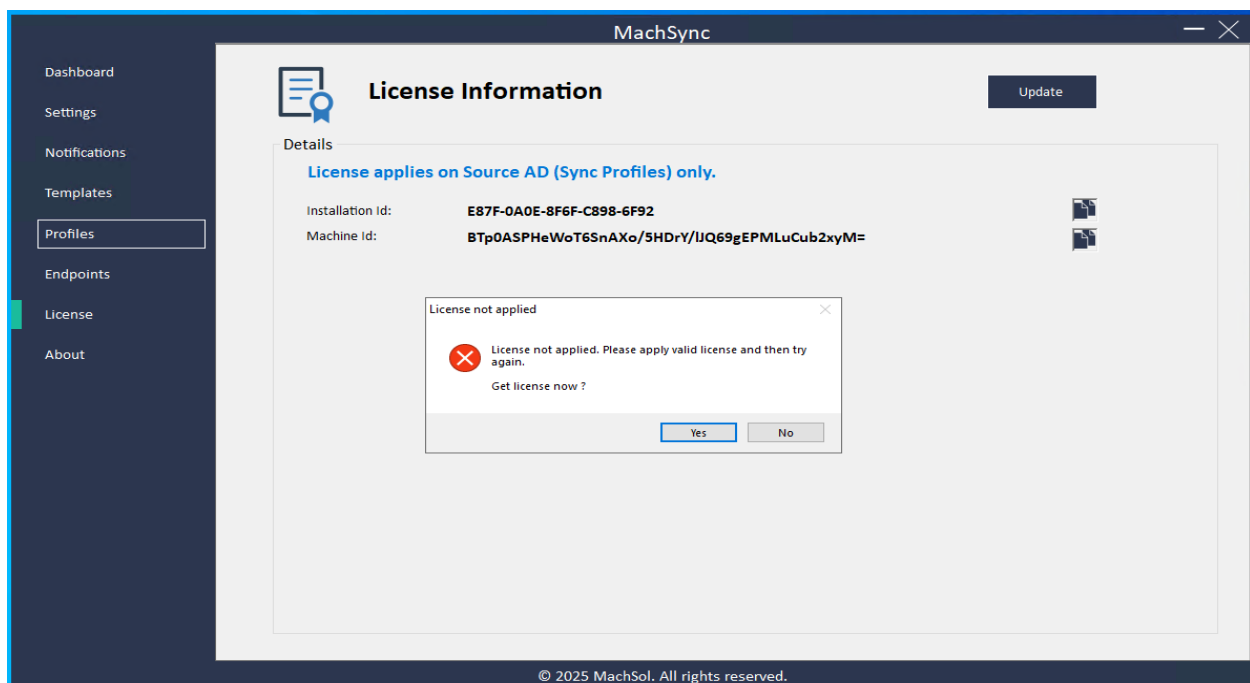 MachSync
Dashboard
Settings
Notifications
Templates
Profiles
Endpoints
License
About
License Information
Update
Details
License applies on Source AD (Sync Profiles) only.
Installation Id: E87F-0A0E-8F6F-C898-6F92
Machine Id: BTp0ASPHeWoT6SnAXo/5HDrY/lJQ69gEPMLuCub2xyM=
License not applied
License not applied. Please apply valid license and then try
again.
Get license now ?
Yes No
© 2025 MachSol. All rights reserved.